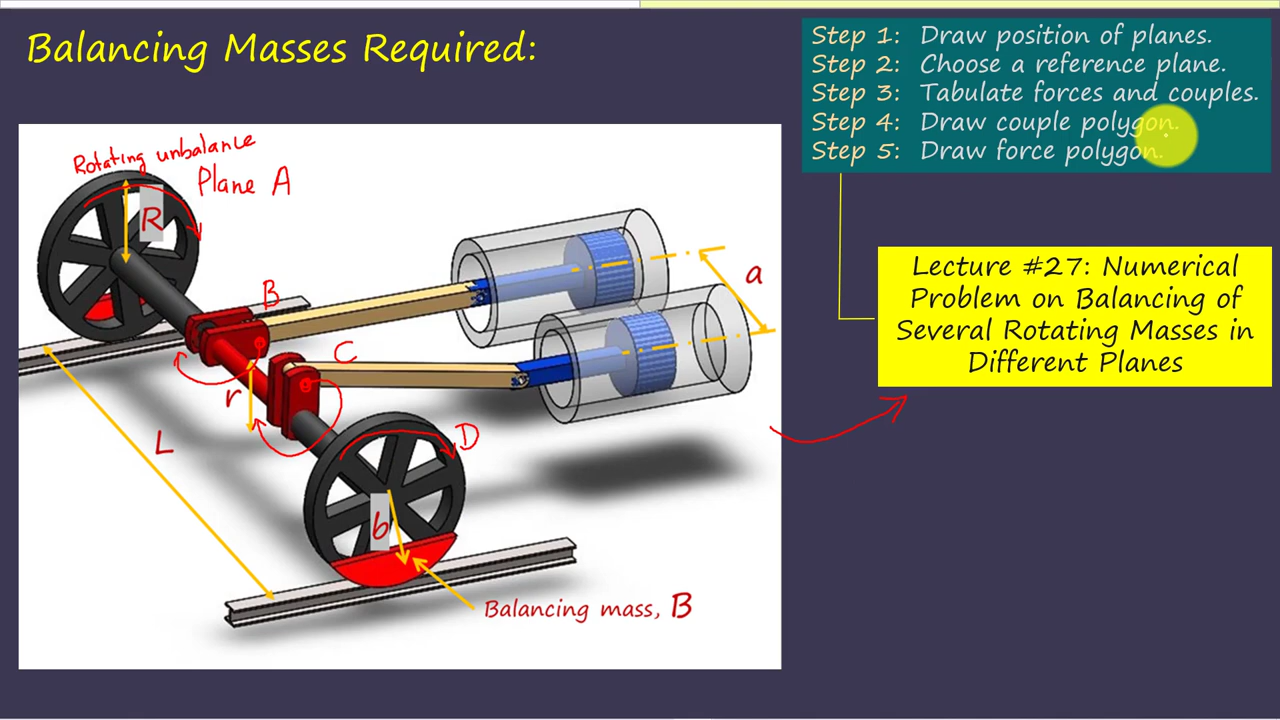 Balancing Masses Required:
Step 1: Draw position of planes.
Step 2: Choose a reference plane.
Step 3: Tabulate forces and couples.
Step 4: Draw couple polygon.
Step 5: Draw force polygon.
Rotating unbalance
Plane A
R
B
a
C
r
L
D
b
Balancing mass, B
Lecture #27: Numerical
Problem on Balancing of
Several Rotating Masses in
Different Planes